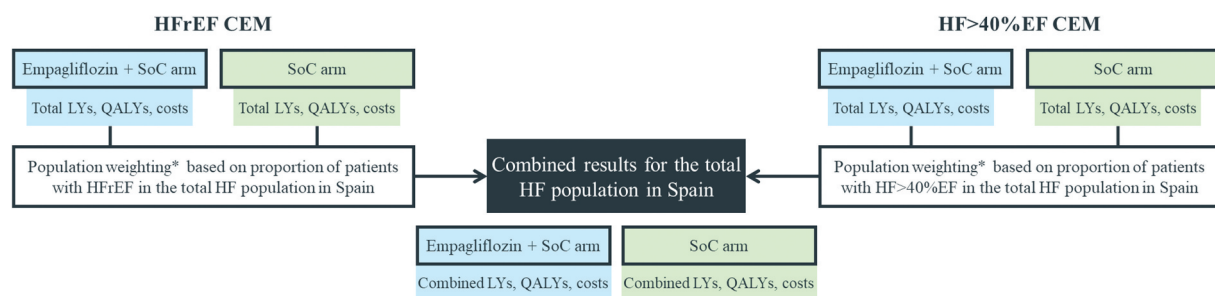 HFrEF CEM
Empagliflozin + SoC arm
SoC arm
Total LYs, QALYs, costs
Total LYs, QALYs, costs
Population weighting* based on proportion of patients
with HFrEF in the total HF population in Spain
Combined results for the total
HF population in Spain
HF>40%EF CEM
Empagliflozin + SoC arm
SoC arm
Total LYs, QALYs, costs
Total LYs, QALYs, costs
Population weighting* based on proportion of patients
with HF>40%EF in the total HF population in Spain
Empagliflozin + SoC arm
SoC arm
Combined LYs, QALYs, costs
Combined LYs, QALYs, costs